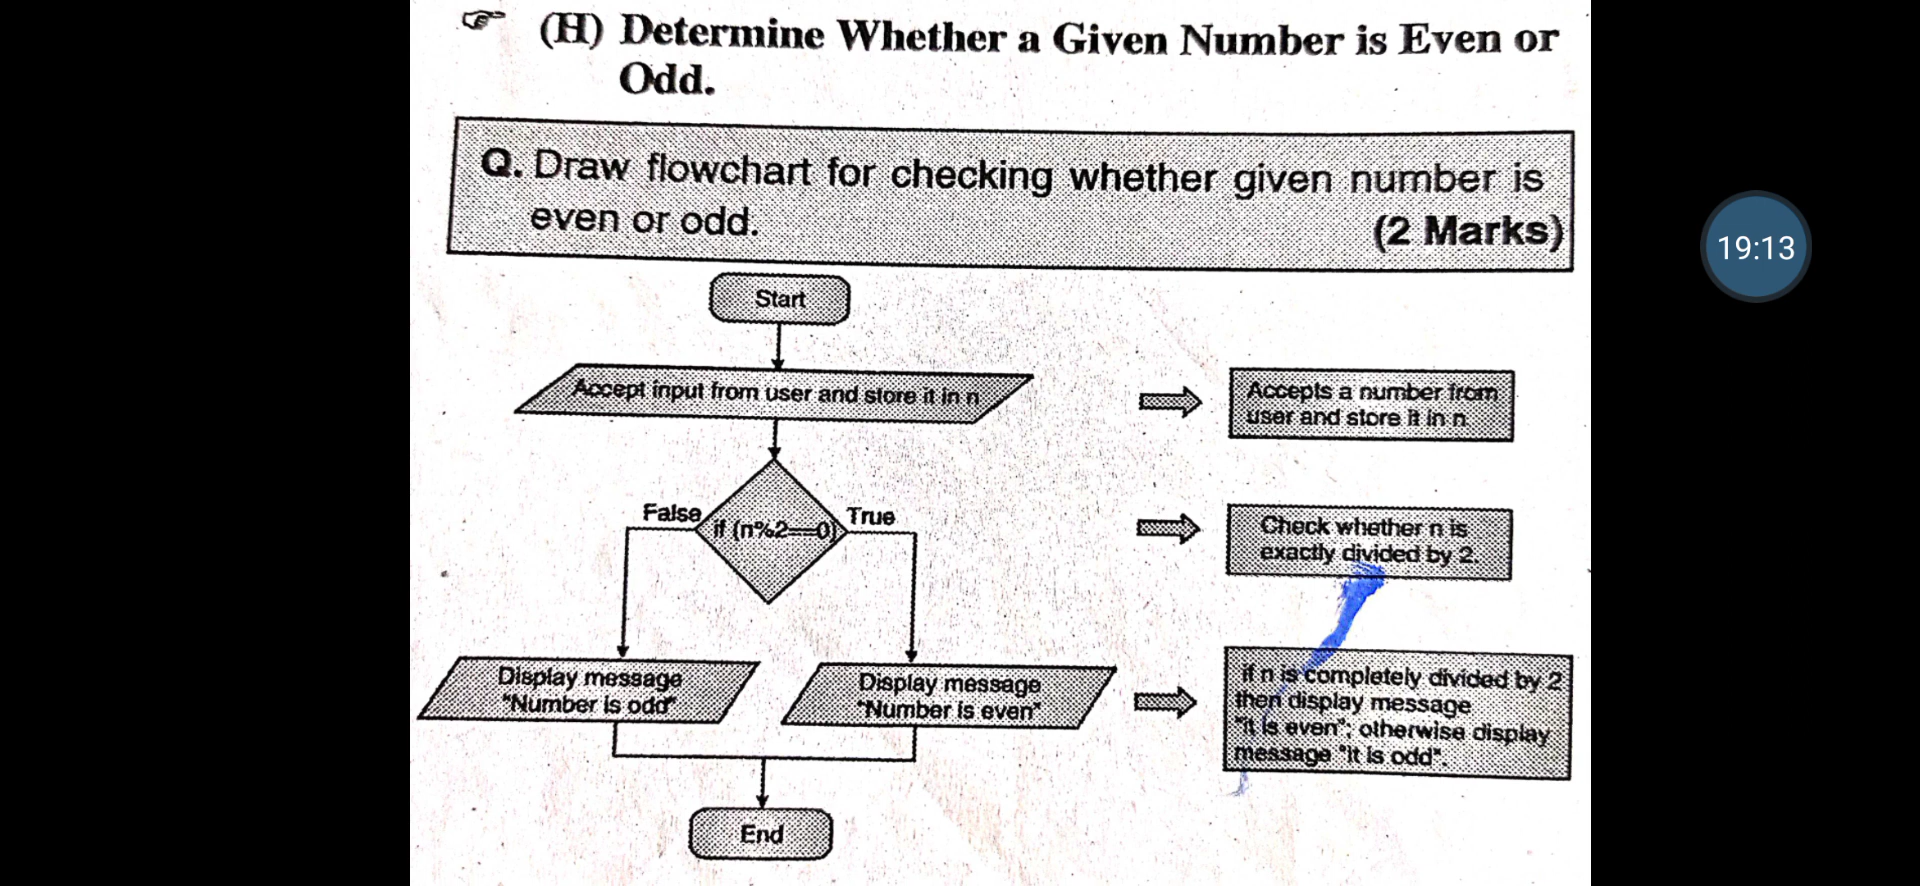 (H) Determine Whether a Given Number is Even or
Odd.
Q. Draw flowchart for checking whether given number is
even or odd.
(2 Marks)
Start
Accept input from user and store it in n
Accepts a number from
user and store it in n
False
if (n%2==0)
True
Check whether n is
exactly divided by 2.
Display message
"Number is odd"
Display message
"Number is even"
if n is completely divided by 2
then display message
"it is even"; otherwise display
message "it is odd".
End
19:13